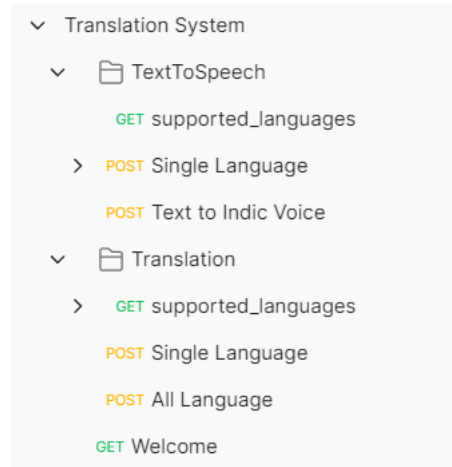 Translation System
TextToSpeech
GET supported_languages
POST Single Language
POST Text to Indic Voice
Translation
GET supported_languages
POST Single Language
POST All Language
GET Welcome